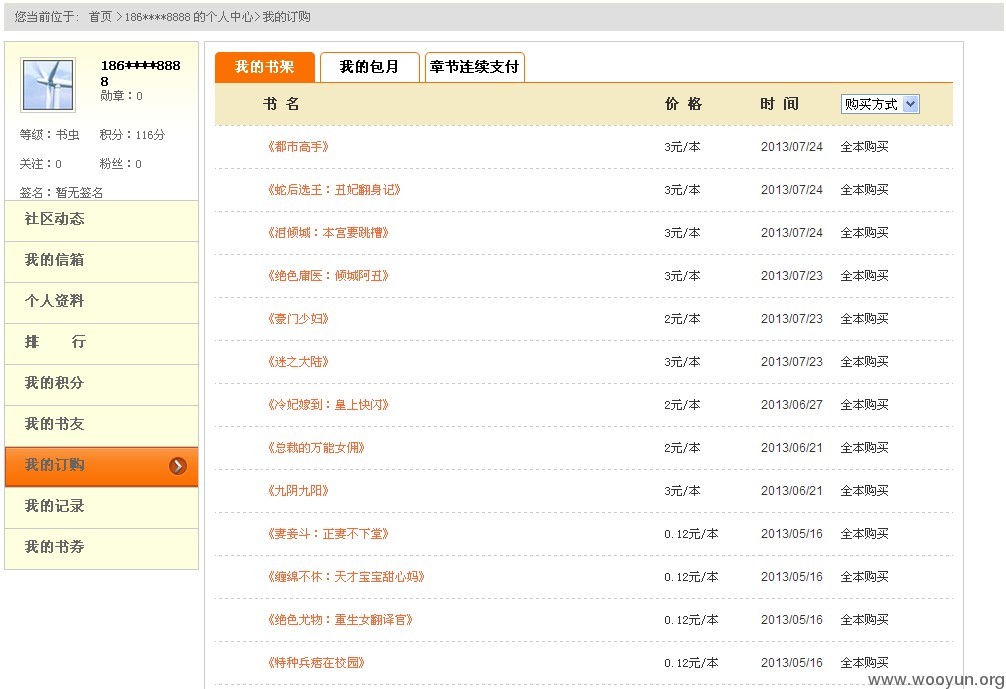 您当前位于: 首页 > 186****8888 的个人中心> 我的订购
186****8888
勋章：0
等级：书虫 积分：116分
关注：0 粉丝：0
签名：暂无签名
社区动态
我的信箱
个人资料
排 行
我的积分
我的书友
我的订购
我的记录
我的书券
我的书架 我的包月 章节连续支付
书 名 价 格 时 间 购买方式
《都市高手》 3元/本 2013/07/24 全本购买
《蛇后选王：丑妃翻身记》 3元/本 2013/07/24 全本购买
《泪倾城：本宫要跳槽》 3元/本 2013/07/24 全本购买
《绝色庸医：倾城阿丑》 3元/本 2013/07/23 全本购买
《豪门少妇》 2元/本 2013/07/23 全本购买
《迷之大陆》 3元/本 2013/07/23 全本购买
《冷妃嫁到：皇上快闪》 2元/本 2013/06/27 全本购买
《总裁的万能女佣》 2元/本 2013/06/21 全本购买
《九阴九阳》 3元/本 2013/06/21 全本购买
《妻妾斗：正妻不下堂》 0.12元/本 2013/05/16 全本购买
《缠绵不休：天才宝宝甜心妈》 0.12元/本 2013/05/16 全本购买
《绝色尤物：重生女翻译官》 0.12元/本 2013/05/16 全本购买
《特种兵痞在校园》 0.12元/本 2013/05/16 全本购买
www.wooyun.org